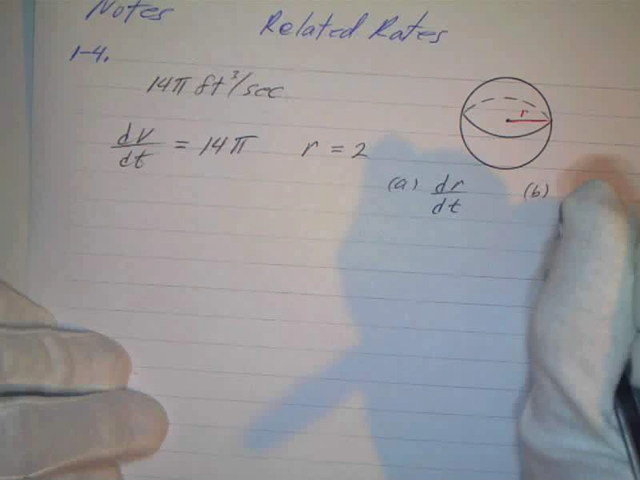 Notes Related Rates
1-4.
14π ft³/sec
dV/dt = 14π r = 2
r
(a) dr/dt (b)